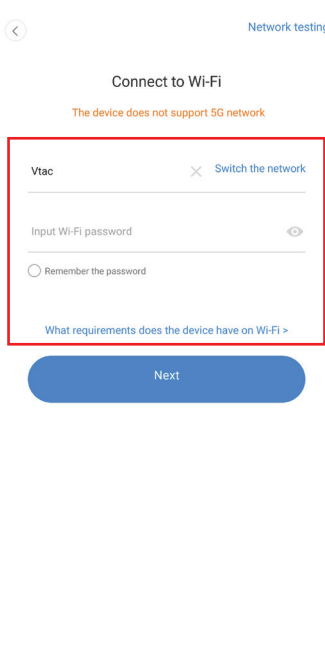 Network testing
Connect to Wi-Fi
The device does not support 5G network
Vtac
Switch the network
Input Wi-Fi password
Remember the password
What requirements does the device have on Wi-Fi >
Next